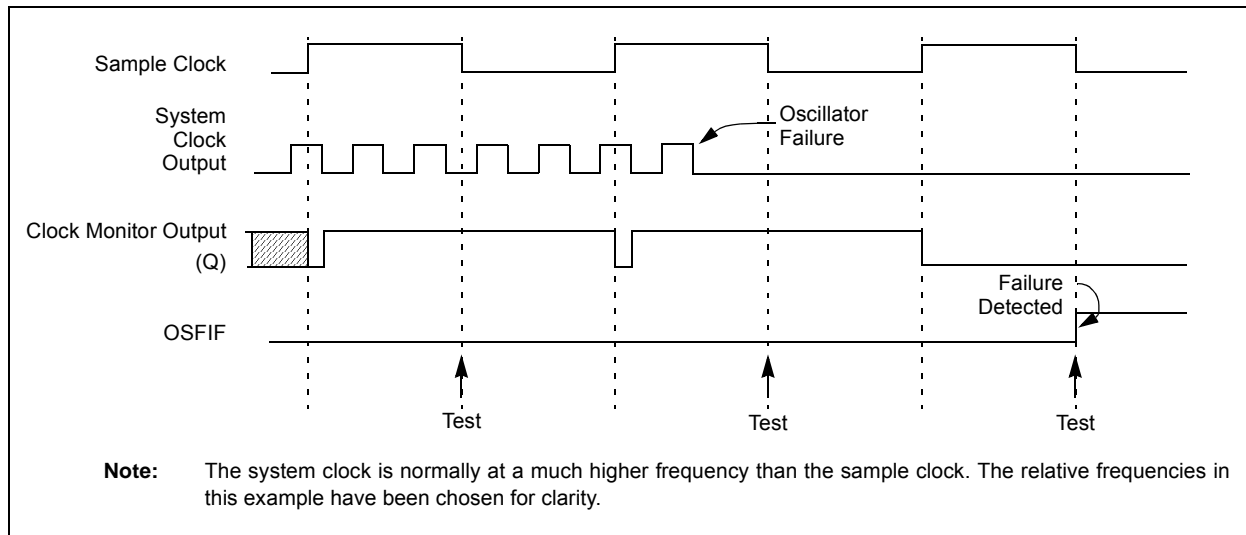 Sample Clock
System
Clock
Output
Oscillator
Failure
Clock Monitor Output
(Q)
Failure
Detected
OSFIF
Test
Test
Test
Note: The system clock is normally at a much higher frequency than the sample clock. The relative frequencies in
this example have been chosen for clarity.